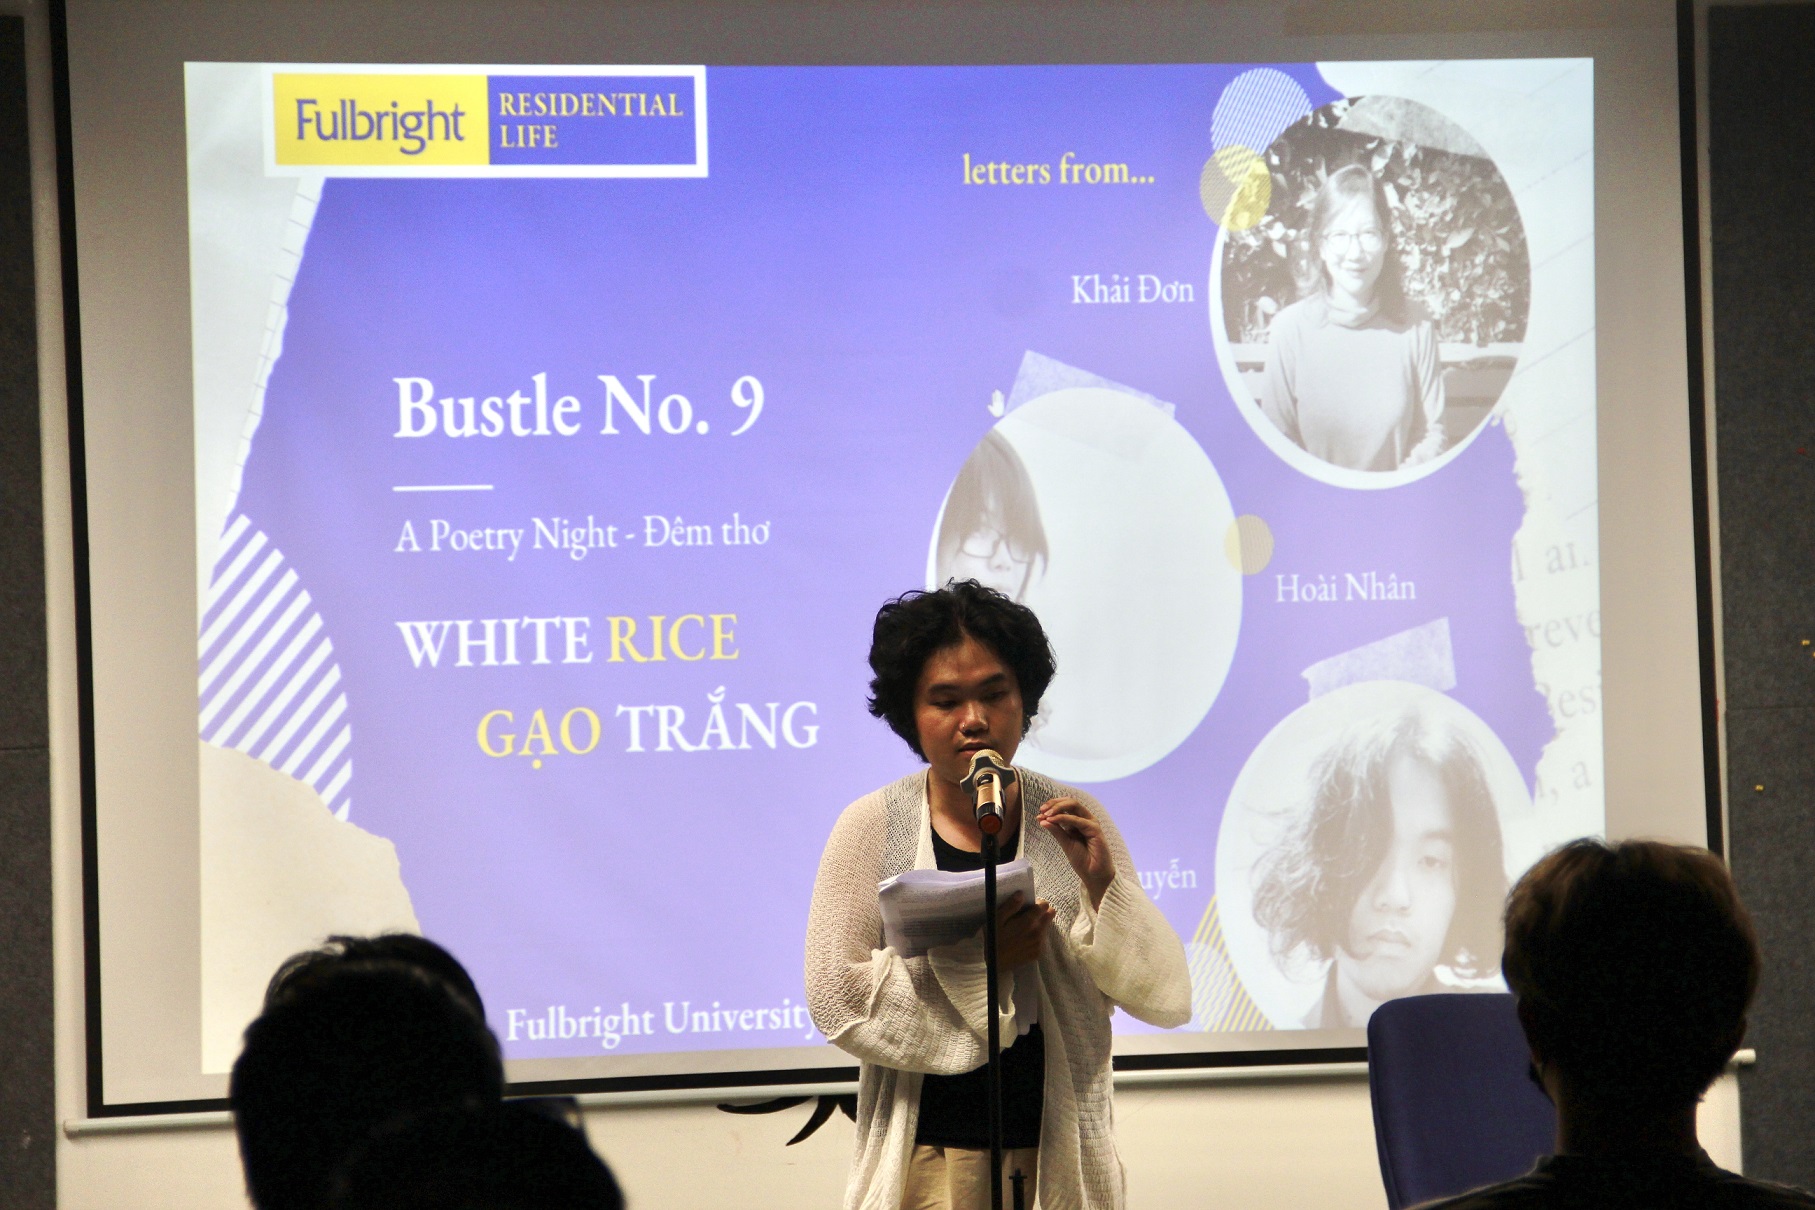 Fulbright
RESIDENTIAL
LIFE
letters from...
Khải Đơn
Bustle No. 9
A Poetry Night - Đêm thơ
Hoài Nhân
WHITE RICE
GẠO TRẮNG
Fulbright University